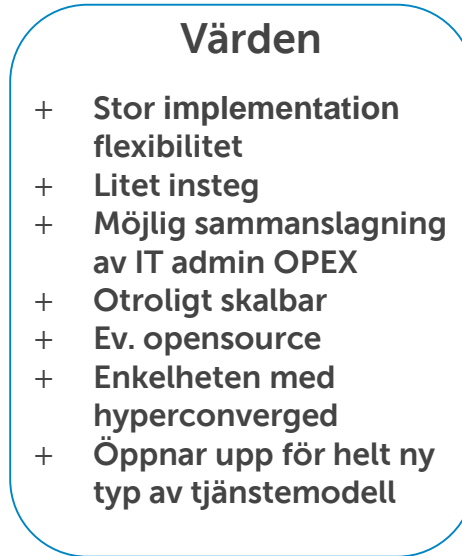 Värden
+ Stor implementation
flexibilitet
+ Litet insteg
+ Möjlig sammanslagning
av IT admin OPEX
+ Otroligt skalbar
+ Ev. opensource
+ Enkelheten med
hyperconverged
+ Öppnar upp för helt ny
typ av tjänstemodell